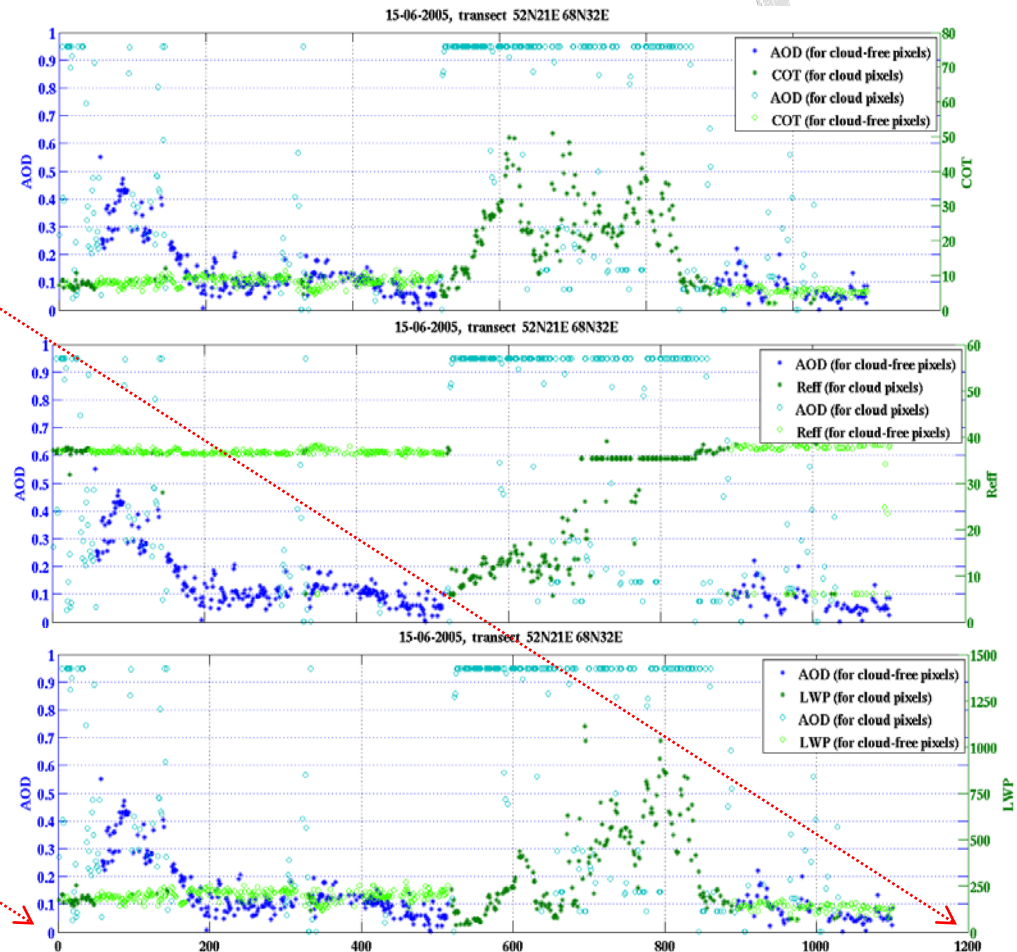 15-06-2005, transect 52N21E 68N32E
1
0.9
0.8
0.7
0.6
0.5
0.4
0.3
0.2
0.1
0
AOD
80
70
60
50
40
30
20
10
0
COT
AOD (for cloud-free pixels)
COT (for cloud pixels)
AOD (for cloud pixels)
COT (for cloud-free pixels)
15-06-2005, transect 52N21E 68N32E
1
0.9
0.8
0.7
0.6
0.5
0.4
0.3
0.2
0.1
0
AOD
60
50
40
30
20
10
0
Reff
AOD (for cloud-free pixels)
Reff (for cloud pixels)
AOD (for cloud pixels)
Reff (for cloud-free pixels)
15-06-2005, transect 52N21E 68N32E
1
0.9
0.8
0.7
0.6
0.5
0.4
0.3
0.2
0.1
0
AOD
1500
1250
1000
750
500
250
0
LWP
AOD (for cloud-free pixels)
LWP (for cloud pixels)
AOD (for cloud pixels)
LWP (for cloud-free pixels)
0 200 400 600 800 1000 1200